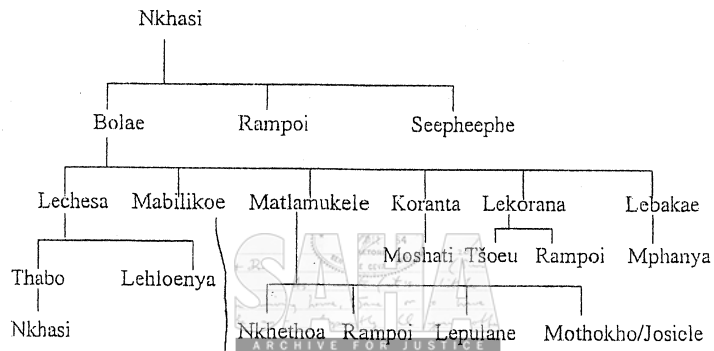 Nkhasi
Bolae Rampoi Seepheephe
Lechesa Mabilikoe Matlamukele Koranta Lekorana Lebakae
Moshati Tšoeu Rampoi Mphanya
Thabo Lehloenya
Nkhasi Nkhethoa Rampoi Lepulane Mothokho/Josicle
SAHA
ARCHIVE FOR JUSTICE